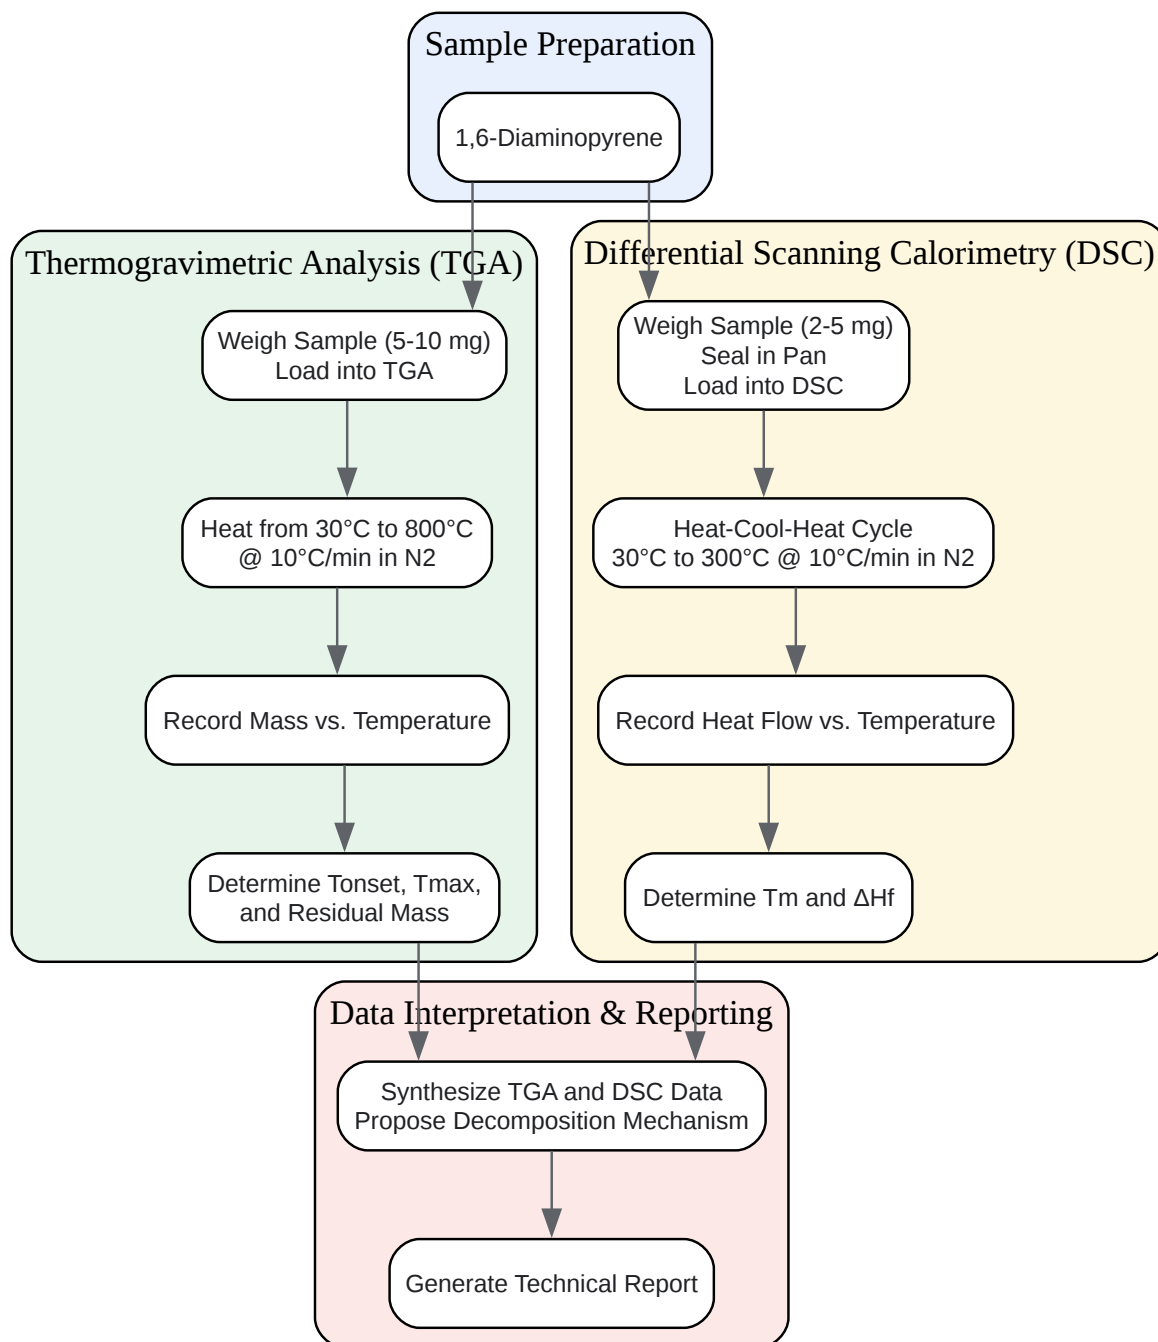 Sample Preparation
1,6-Diaminopyrene
Thermogravimetric Analysis (TGA)
Weigh Sample (5-10 mg)
Load into TGA
Heat from 30°C to 800°C
@ 10°C/min in N2
Record Mass vs. Temperature
Determine Tonset, Tmax,
and Residual Mass
Differential Scanning Calorimetry (DSC)
Weigh Sample (2-5 mg)
Seal in Pan
Load into DSC
Heat-Cool-Heat Cycle
30°C to 300°C @ 10°C/min in N2
Record Heat Flow vs. Temperature
Determine Tm and ΔHf
Data Interpretation & Reporting
Synthesize TGA and DSC Data
Propose Decomposition Mechanism
Generate Technical Report